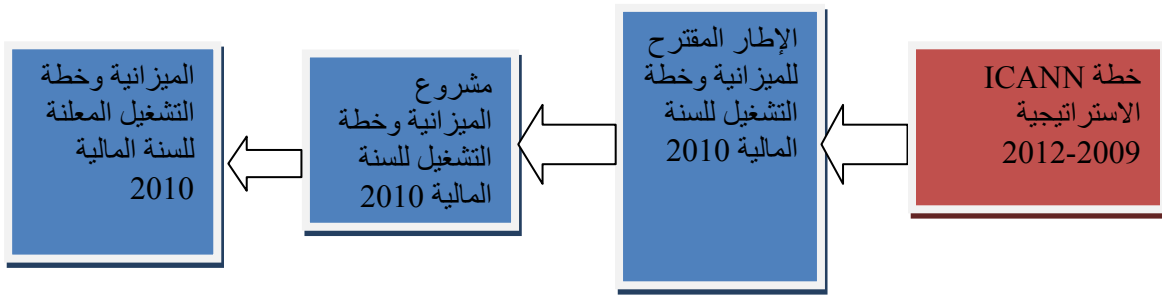 خطة ICANN
الاستراتيجية
2012-2009
الإطار المقترح
للميزانية وخطة
التشغيل للسنة
المالية 2010
مشروع
الميزانية وخطة
التشغيل للسنة
المالية 2010
الميزانية وخطة
التشغيل المعلنة
للسنة المالية
2010